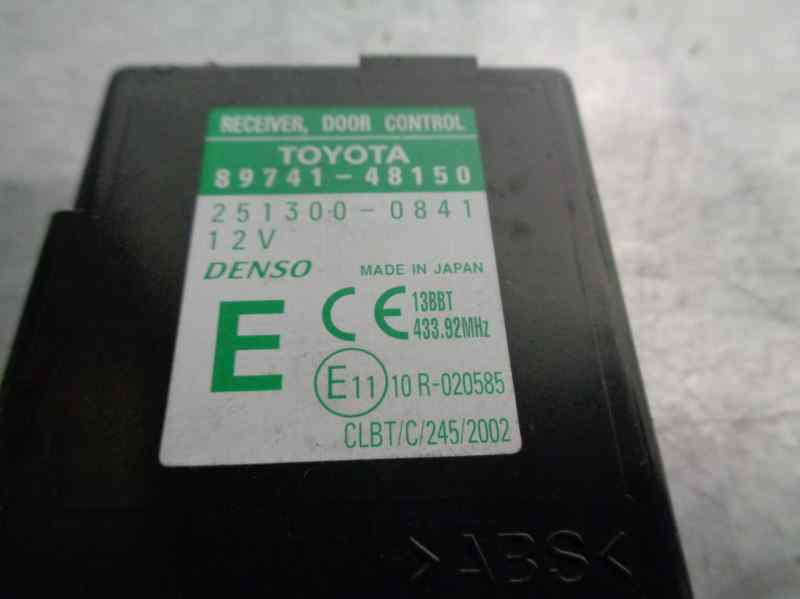 RECEIVER, DOOR CONTROL
TOYOTA
89741-48150
251300-0841
12V
DENSO MADE IN JAPAN
E CE 13BBT
433.92MHz
E11 10 R-020585
CLBT/C/245/2002
>ABS<